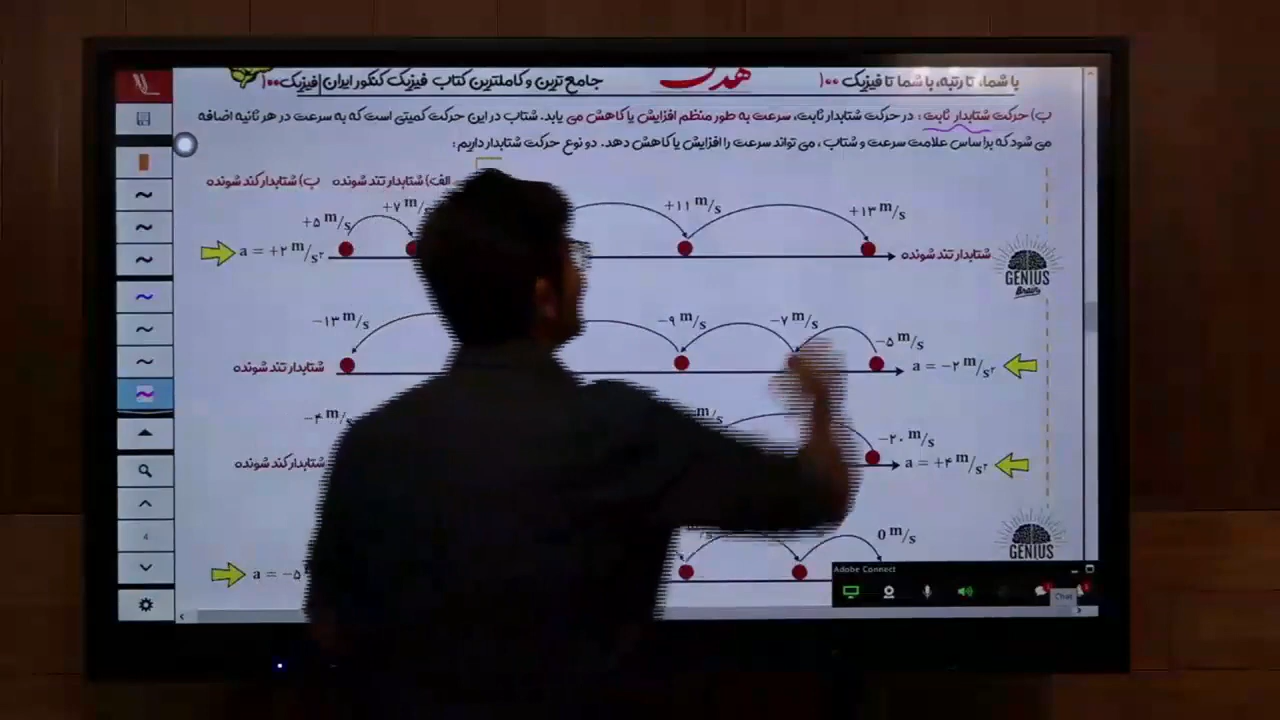 با شما، تا رتبه، با شما تا فیزیک ۱۰۰
هدف
جامع ترین و کاملترین کتاب فیزیک کنکور ایران | فیزیک ۱۰۰
ب) حرکت شتابدار ثابت : در حرکت شتابدار ثابت، سرعت به طور منظم افزایش یا کاهش می یابد. شتاب در این حرکت کمیتی است که به سرعت در هر ثانیه اضافه
می شود که براساس علامت سرعت و شتاب ، می تواند سرعت را افزایش یا کاهش دهد. دو نوع حرکت شتابدار داریم :
الف) شتابدار تند شونده ب) شتابدار کند شونده
+۵ m/s +۷ m/s +۱۱ m/s +۱۳ m/s
a = +۲ m/s² شتابدار تند شونده
GENIUS
Brain
−۱۳ m/s −۹ m/s −۷ m/s −۵ m/s
شتابدار تند شونده a = −۲ m/s²
−۴ m/s m/s −۲۰ m/s
شتابدار کند شونده a = +۴ m/s²
GENIUS
0 m/s
a = −۵
Adobe Connect
Chat
4